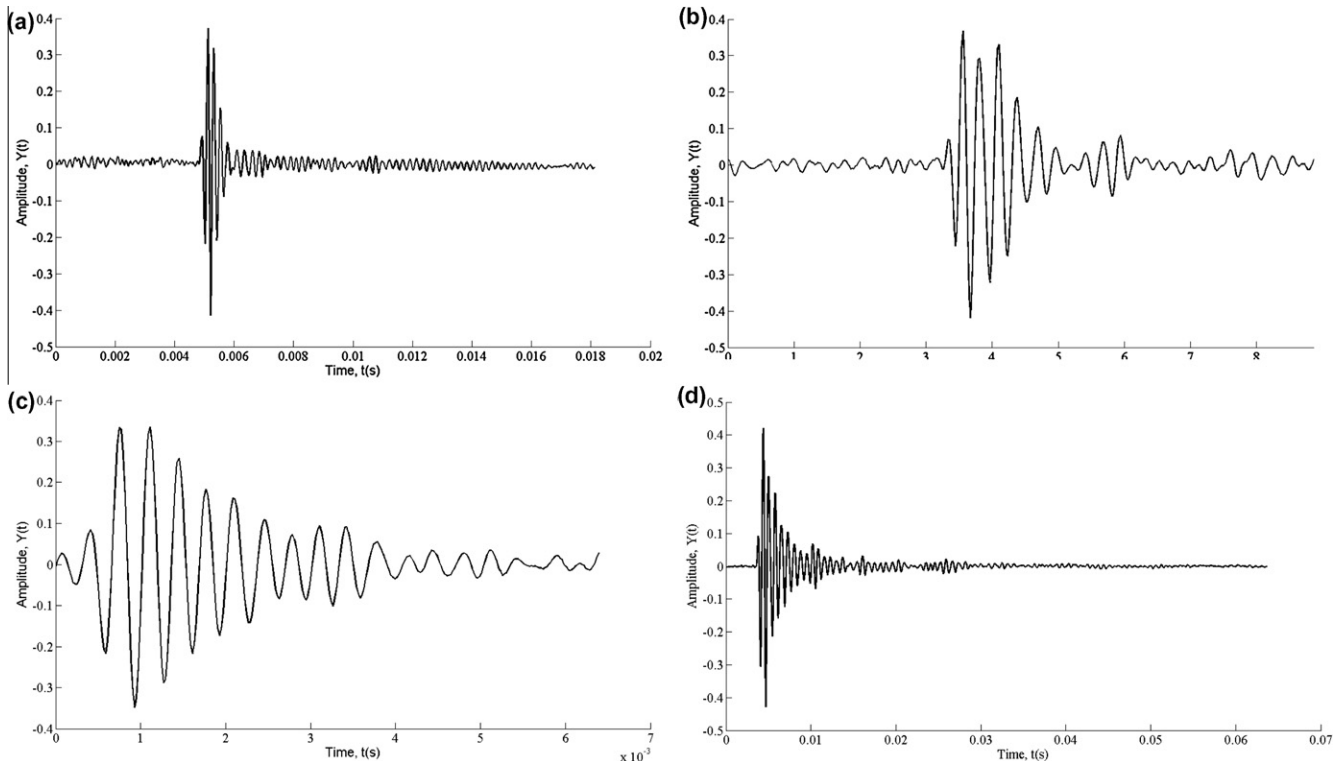 (a)
0.4
0.3
0.2
0.1
0
-0.1
-0.2
-0.3
-0.4
-0.5
Amplitude, Y(t)
0 0.002 0.004 0.006 0.008 0.01 0.012 0.014 0.016 0.018 0.02
Time, t(s)
(b)
0.4
0.3
0.2
0.1
0
-0.1
-0.2
-0.3
-0.4
-0.5
Amplitude, Y(t)
0 1 2 3 4 5 6 7 8
(c)
0.4
0.3
0.2
0.1
0
-0.1
-0.2
-0.3
0.4
Amplitude, Y(t)
0 1 2 3 4 5 6 7
Time, t(s)
x 10⁻³
(d)
0.5
0.4
0.3
0.2
0.1
0
-0.1
-0.2
-0.3
-0.4
-0.5
Amplitude, Y(t)
0 0.01 0.02 0.03 0.04 0.05 0.06 0.07
Time, t(s)